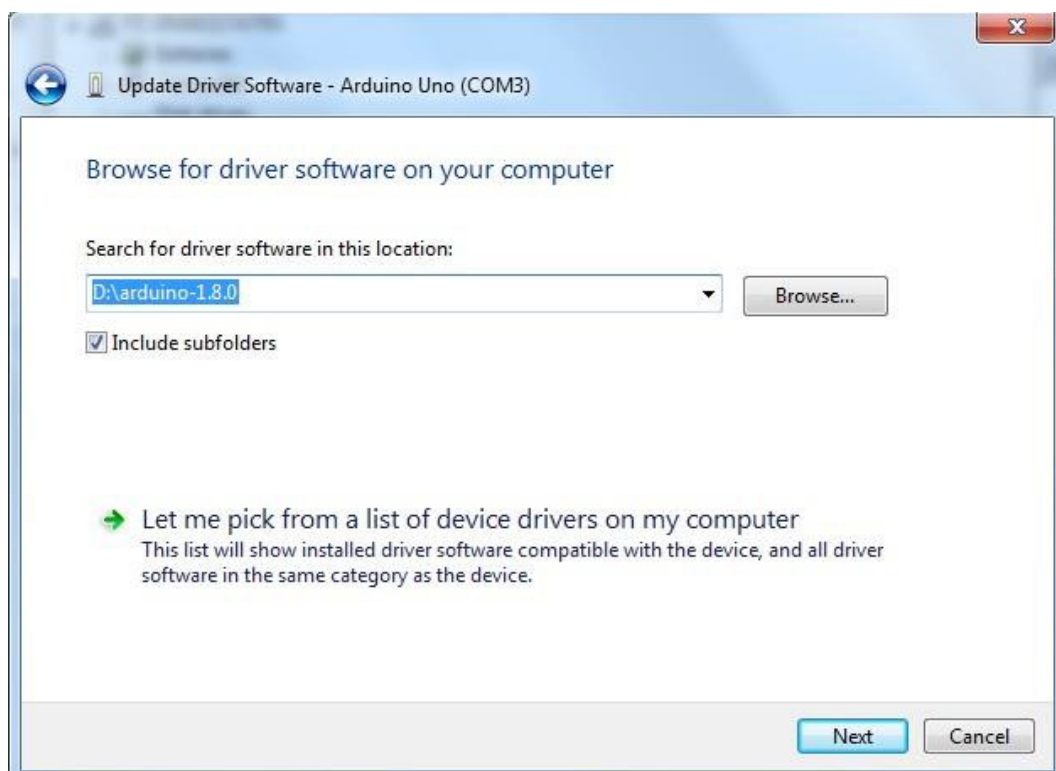 Update Driver Software - Arduino Uno (COM3)
Browse for driver software on your computer
Search for driver software in this location:
D:\arduino-1.8.0
Browse...
Include subfolders
Let me pick from a list of device drivers on my computer
This list will show installed driver software compatible with the device, and all driver
software in the same category as the device.
Next
Cancel